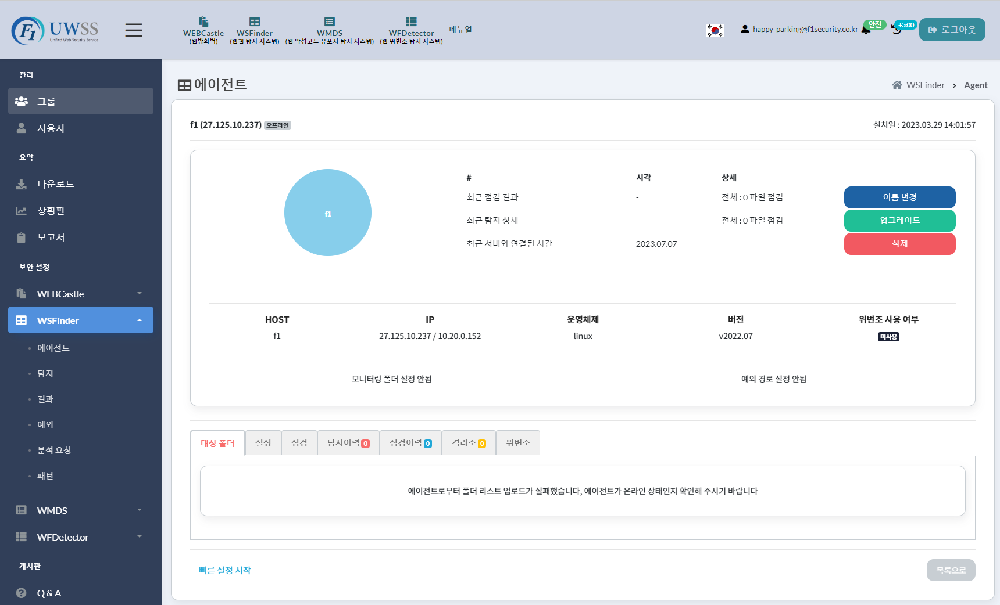 F1 UWSS
Unified Web Security Service
WEBCastle
(웹방화벽)
WSFinder
(웹쉘 탐지 시스템)
WMDS
(웹 악성코드 유포지 탐지 시스템)
WFDetector
(웹 위변조 탐지 시스템)
메뉴얼
happy_parking@f1security.co.kr
안전
+5:00
로그아웃
관리
그룹
사용자
요약
다운로드
상황판
보고서
보안 설정
WEBCastle
WSFinder
에이전트
탐지
결과
예외
분석 요청
패턴
WMDS
WFDetector
게시판
Q & A
에이전트
WSFinder > Agent
f1 (27.125.10.237) 오프라인
설치일 : 2023.03.29 14:01:57
f1
# 시각 상세
최근 점검 결과 - 전체 : 0 파일 점검
최근 탐지 상세 - 전체 : 0 파일 점검
최근 서버와 연결된 시간 2023.07.07 -
이름 변경
업그레이드
삭제
HOST IP 운영체제 버전 위변조 사용 여부
f1 27.125.10.237 / 10.20.0.152 linux v2022.07 미사용
모니터링 폴더 설정 안됨 예외 경로 설정 안됨
대상 폴더 설정 점검 탐지이력 0 점검이력 0 격리소 0 위변조
에이전트로부터 폴더 리스트 업로드가 실패했습니다, 에이전트가 온라인 상태인지 확인해 주시기 바랍니다
빠른 설정 시작
목록으로